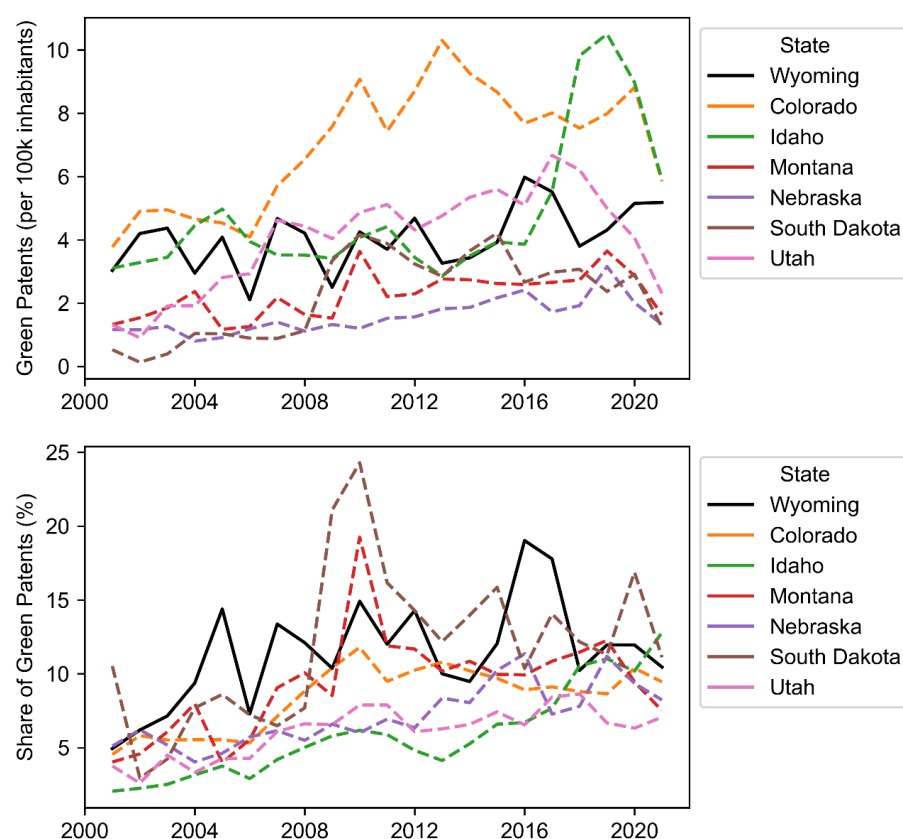 Green Patents (per 100k inhabitants)
10
8
6
4
2
0
2000 2004 2008 2012 2016 2020
State
Wyoming
Colorado
Idaho
Montana
Nebraska
South Dakota
Utah
Share of Green Patents (%)
25
20
15
10
5
2000 2004 2008 2012 2016 2020
State
Wyoming
Colorado
Idaho
Montana
Nebraska
South Dakota
Utah